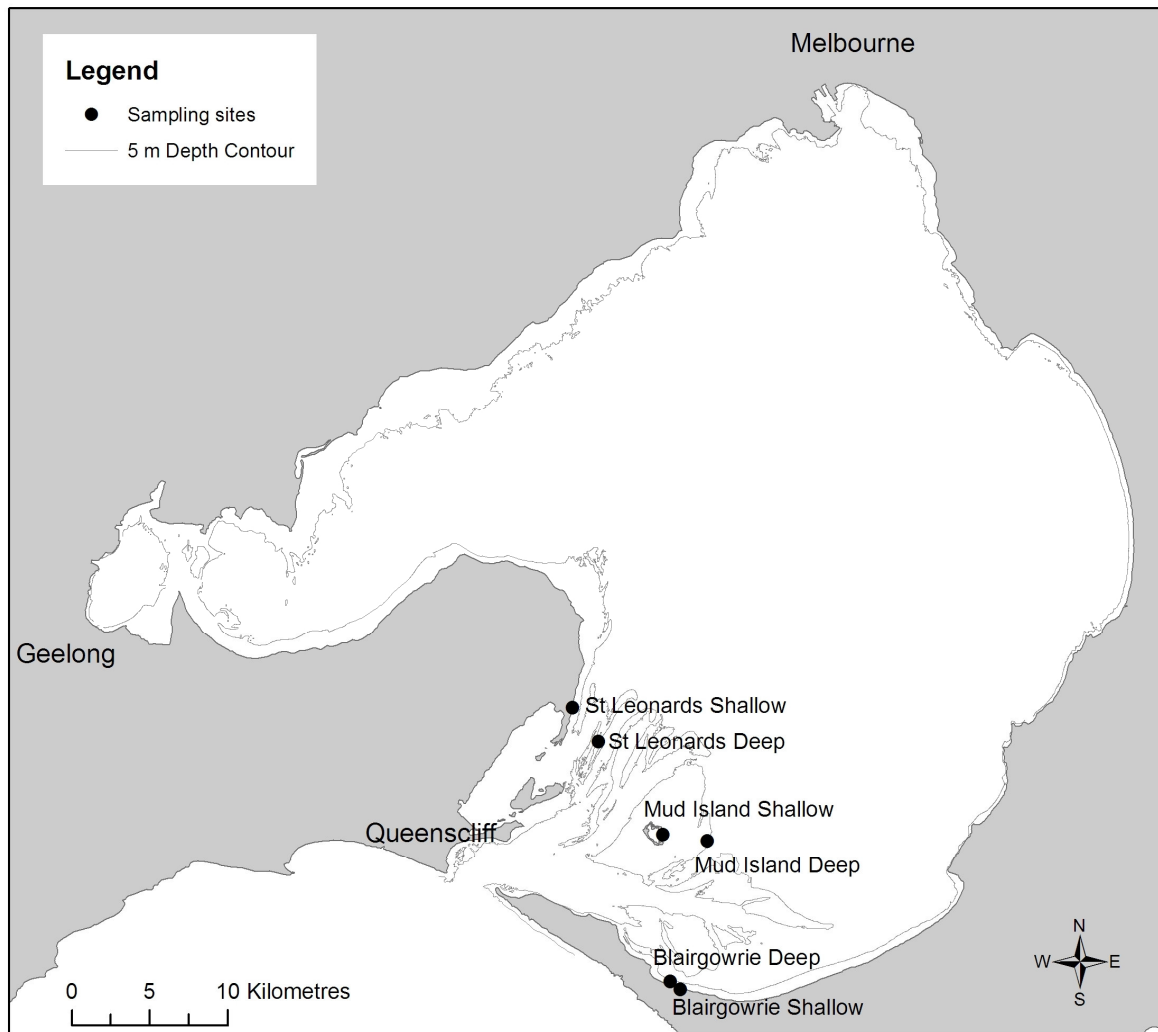 Melbourne
Legend
Sampling sites
5 m Depth Contour
Geelong
St Leonards Shallow
St Leonards Deep
Mud Island Shallow
Queenscliff
Mud Island Deep
Blairgowrie Deep
Blairgowrie Shallow
N
W E
S
0 5 10 Kilometres